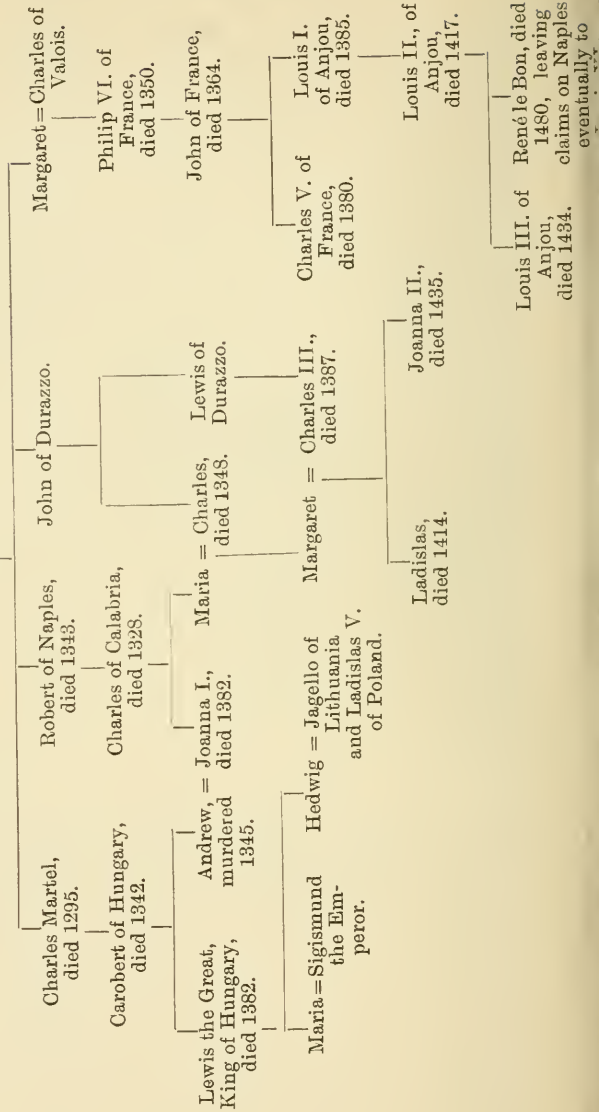 Charles Martel,
died 1295.
Robert of Naples,
died 1343.
John of Durazzo.
Margaret = Charles of
Valois.
Carobert of Hungary,
died 1342.
Charles of Calabria,
died 1328.
Philip VI. of
France,
died 1350.
John of France,
died 1364.
Lewis the Great,
King of Hungary,
died 1382.
Andrew, = Joanna I.,
murdered died 1382.
1345.
Maria = Charles,
died 1348.
Lewis of
Durazzo.
Charles V. of
France,
died 1380.
Louis I.
of Anjou,
died 1385.
Maria = Sigismund
the Em-
peror.
Hedwig = Jagello of
Lithuania
and Ladislas V.
of Poland.
Margaret = Charles III.,
died 1387.
Louis II., of
Anjou,
died 1417.
Ladislas,
died 1414.
Joanna II.,
died 1435.
Louis III. of
Anjou,
died 1434.
René le Bon, died
1480, leaving
claims on Naples
eventually to